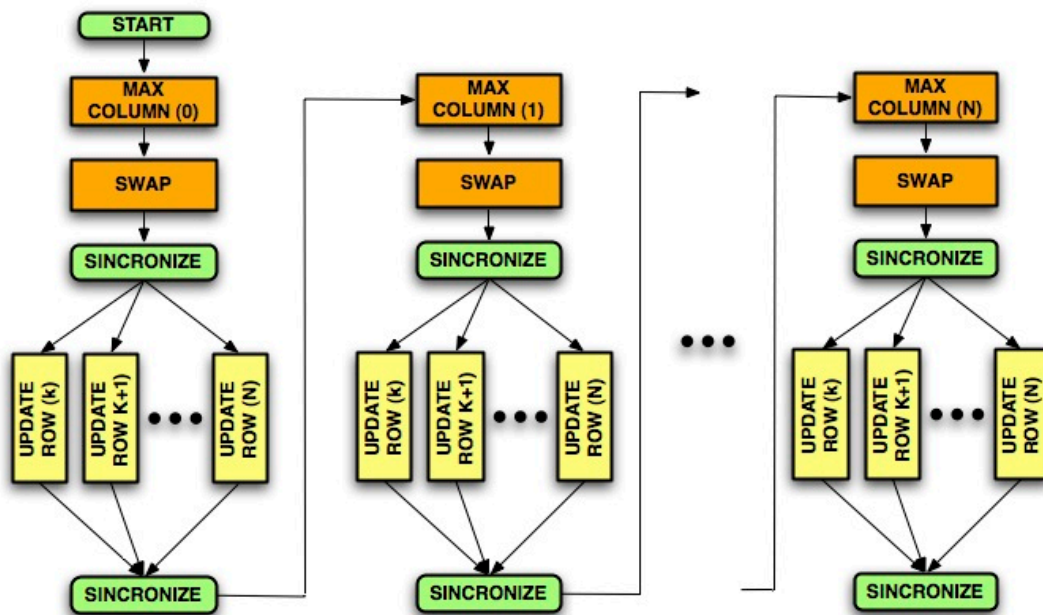 START
MAX
COLUMN (0)
SWAP
SINCRONIZE
UPDATE
ROW (k)
UPDATE
ROW K+1)
UPDATE
ROW (N)
SINCRONIZE
MAX
COLUMN (1)
SWAP
SINCRONIZE
UPDATE
ROW (k)
UPDATE
ROW K+1)
UPDATE
ROW (N)
SINCRONIZE
MAX
COLUMN (N)
SWAP
SINCRONIZE
UPDATE
ROW (k)
UPDATE
ROW K+1)
UPDATE
ROW (N)
SINCRONIZE